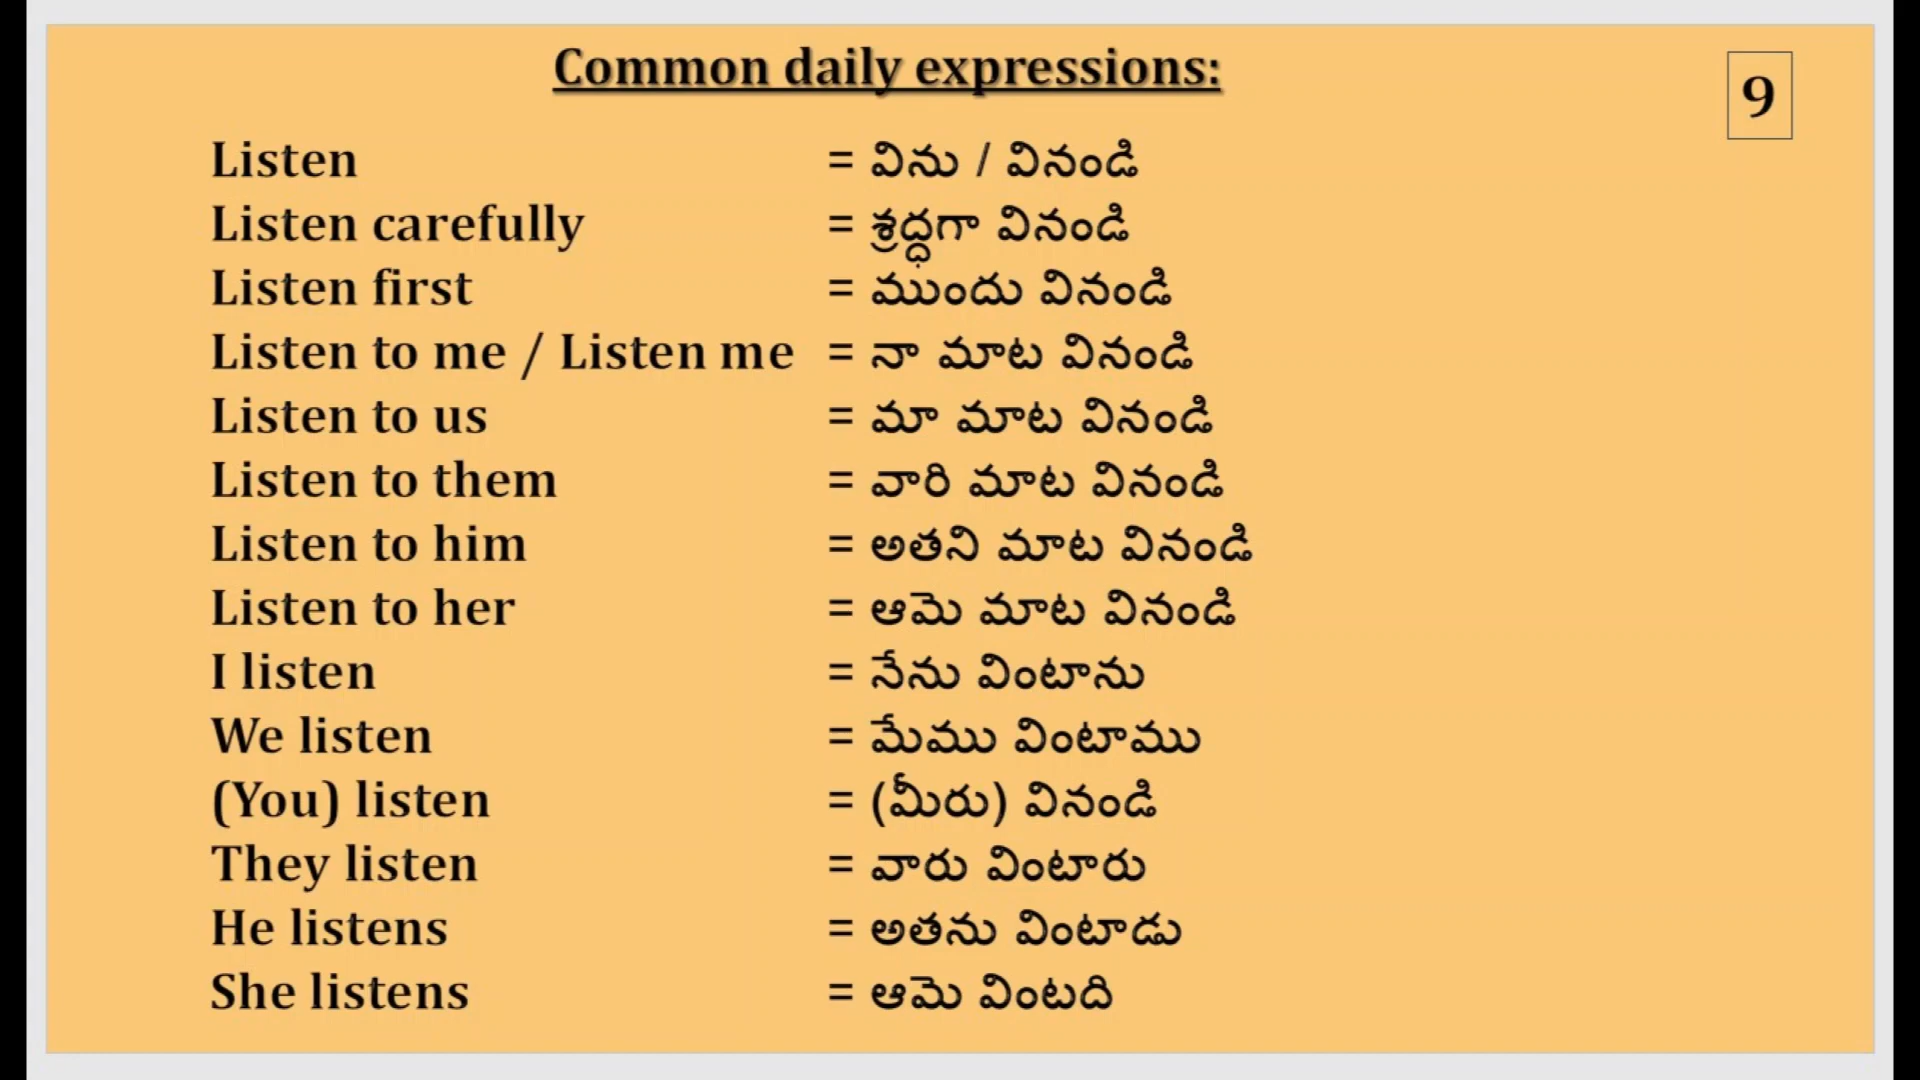 Common daily expressions:
9
Listen = విను / వినండి
Listen carefully = శ్రద్ధగా వినండి
Listen first = ముందు వినండి
Listen to me / Listen me = నా మాట వినండి
Listen to us = మా మాట వినండి
Listen to them = వారి మాట వినండి
Listen to him = అతని మాట వినండి
Listen to her = ఆమె మాట వినండి
I listen = నేను వింటాను
We listen = మేము వింటాము
(You) listen = (మీరు) వినండి
They listen = వారు వింటారు
He listens = అతను వింటాడు
She listens = ఆమె వింటది